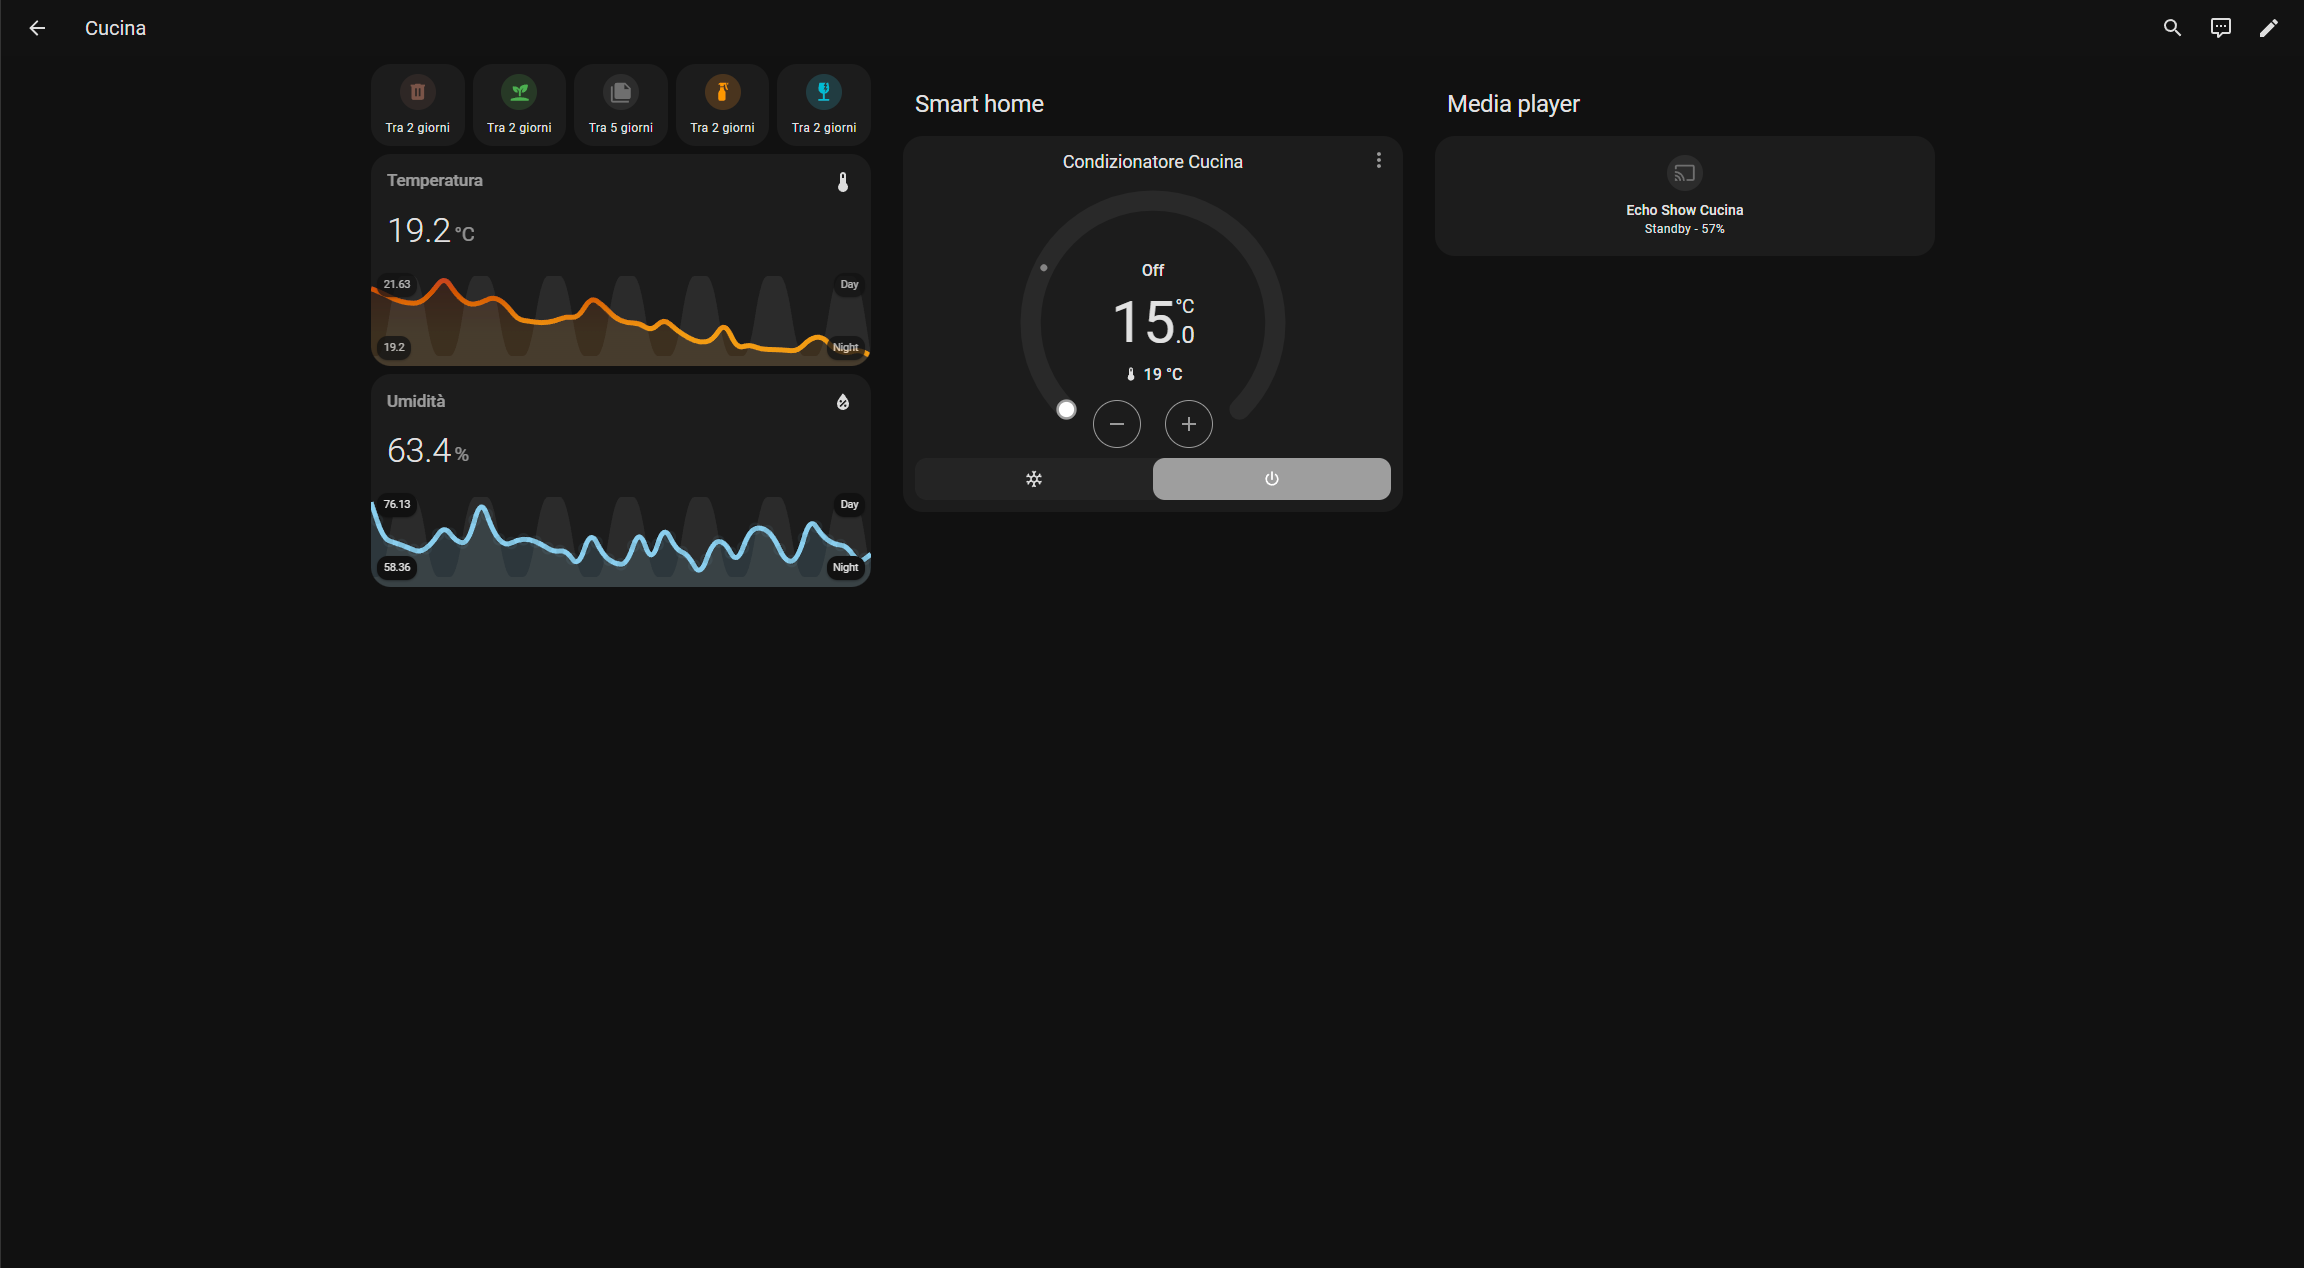 Cucina
Tra 2 giorni
Tra 2 giorni
Tra 5 giorni
Tra 2 giorni
Tra 2 giorni
Temperatura
19.2 °C
21.63
Day
19.2
Night
Umidità
63.4 %
76.13
Day
58.36
Night
Smart home
Condizionatore Cucina
Off
15.0 °C
19 °C
Media player
Echo Show Cucina
Standby - 57%